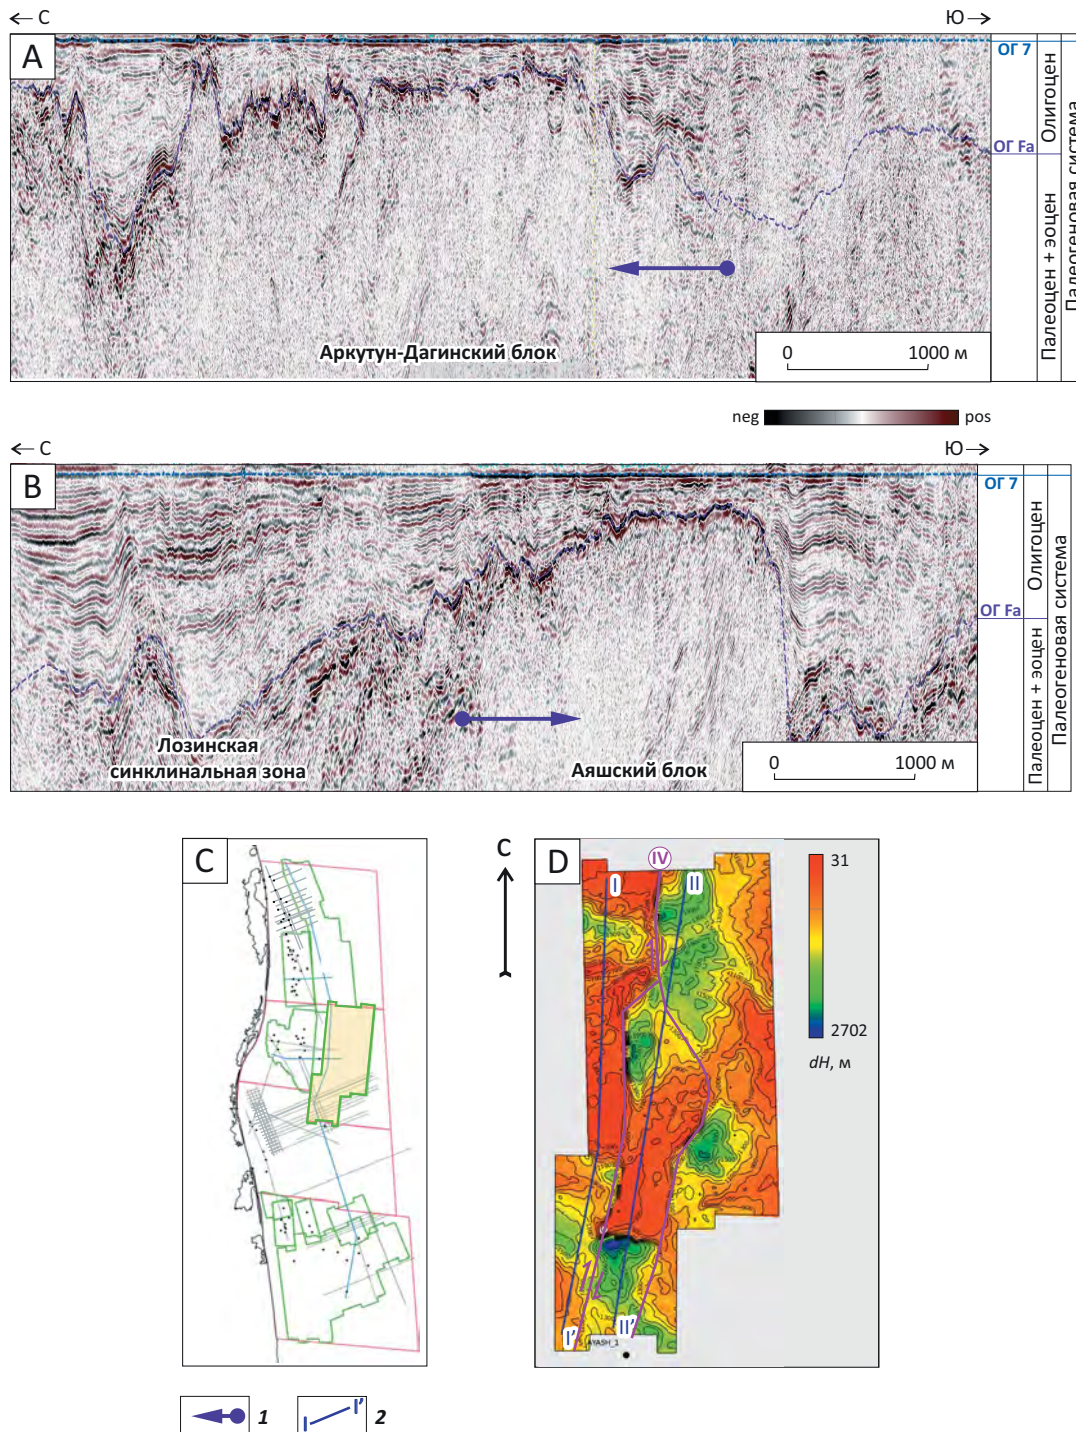 ← С Ю →
A
ОГ 7
ОГ Fa
Олигоцен
Палеоцен + эоцен
Палеогеновая система
Аркутун-Дагинский блок
0 1000 м
neg pos
← С Ю →
B
ОГ 7
ОГ Fa
Олигоцен
Палеоцен + эоцен
Палеогеновая система
Лозинская
синклинальная зона
Аяшский блок
0 1000 м
C
С
D
I
IV
II
31
2702
dH, м
I'
II'
AYASH_1
1
I I' 2